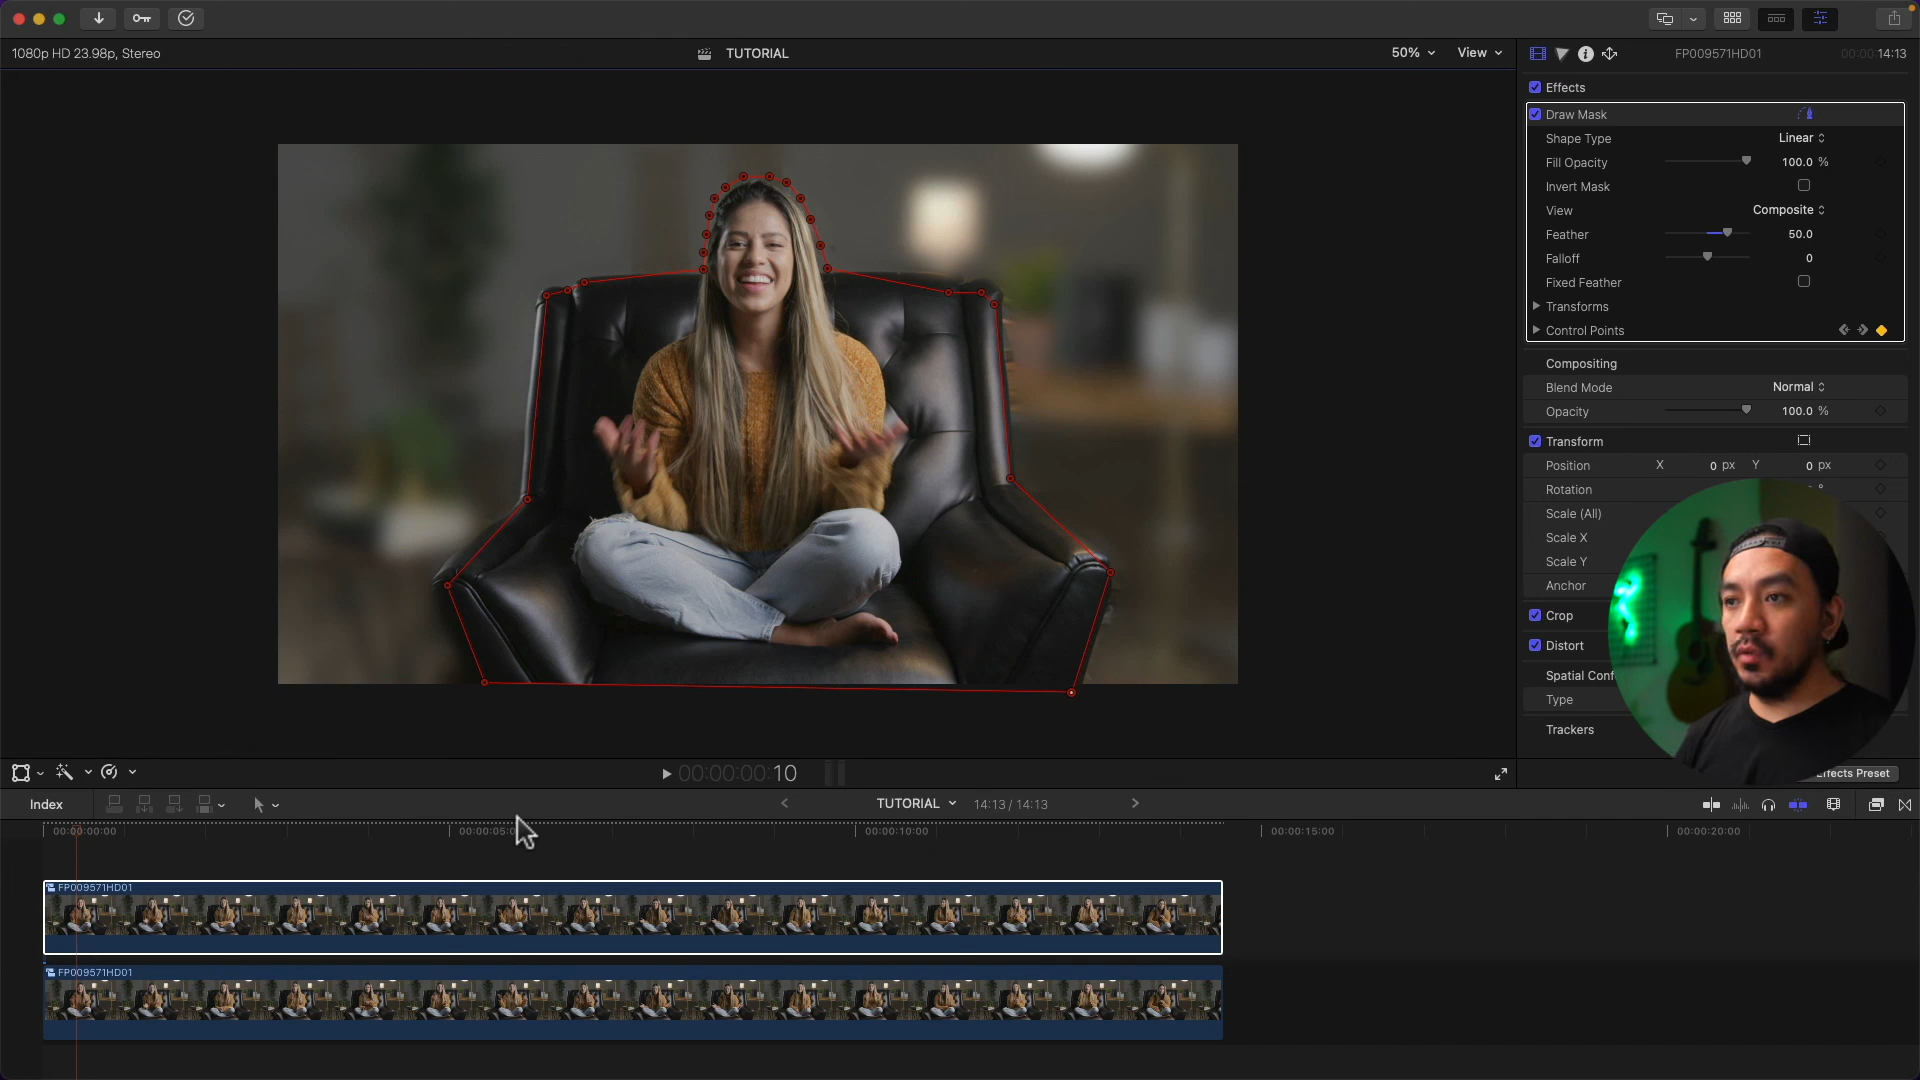 1080p HD 23.98p, Stereo
TUTORIAL
50%
View
FP009571HD01
00:00:14:13
Effects
Draw Mask
Shape Type
Linear
Fill Opacity
100.0 %
Invert Mask
View
Composite
Feather
50.0
Falloff
0
Fixed Feather
Transforms
Control Points
Compositing
Blend Mode
Normal
Opacity
100.0 %
Transform
Position
X
0 px
Y
0 px
Rotation
°
Scale (All)
Scale X
Scale Y
Anchor
Crop
Distort
Spatial Conf
Type
Trackers
Effects Preset
00:00:00:10
Index
TUTORIAL
14:13 / 14:13
00:00:00:00
00:00:05:0
00:00:10:00
00:00:15:00
00:00:20:00
FP009571HD01
FP009571HD01